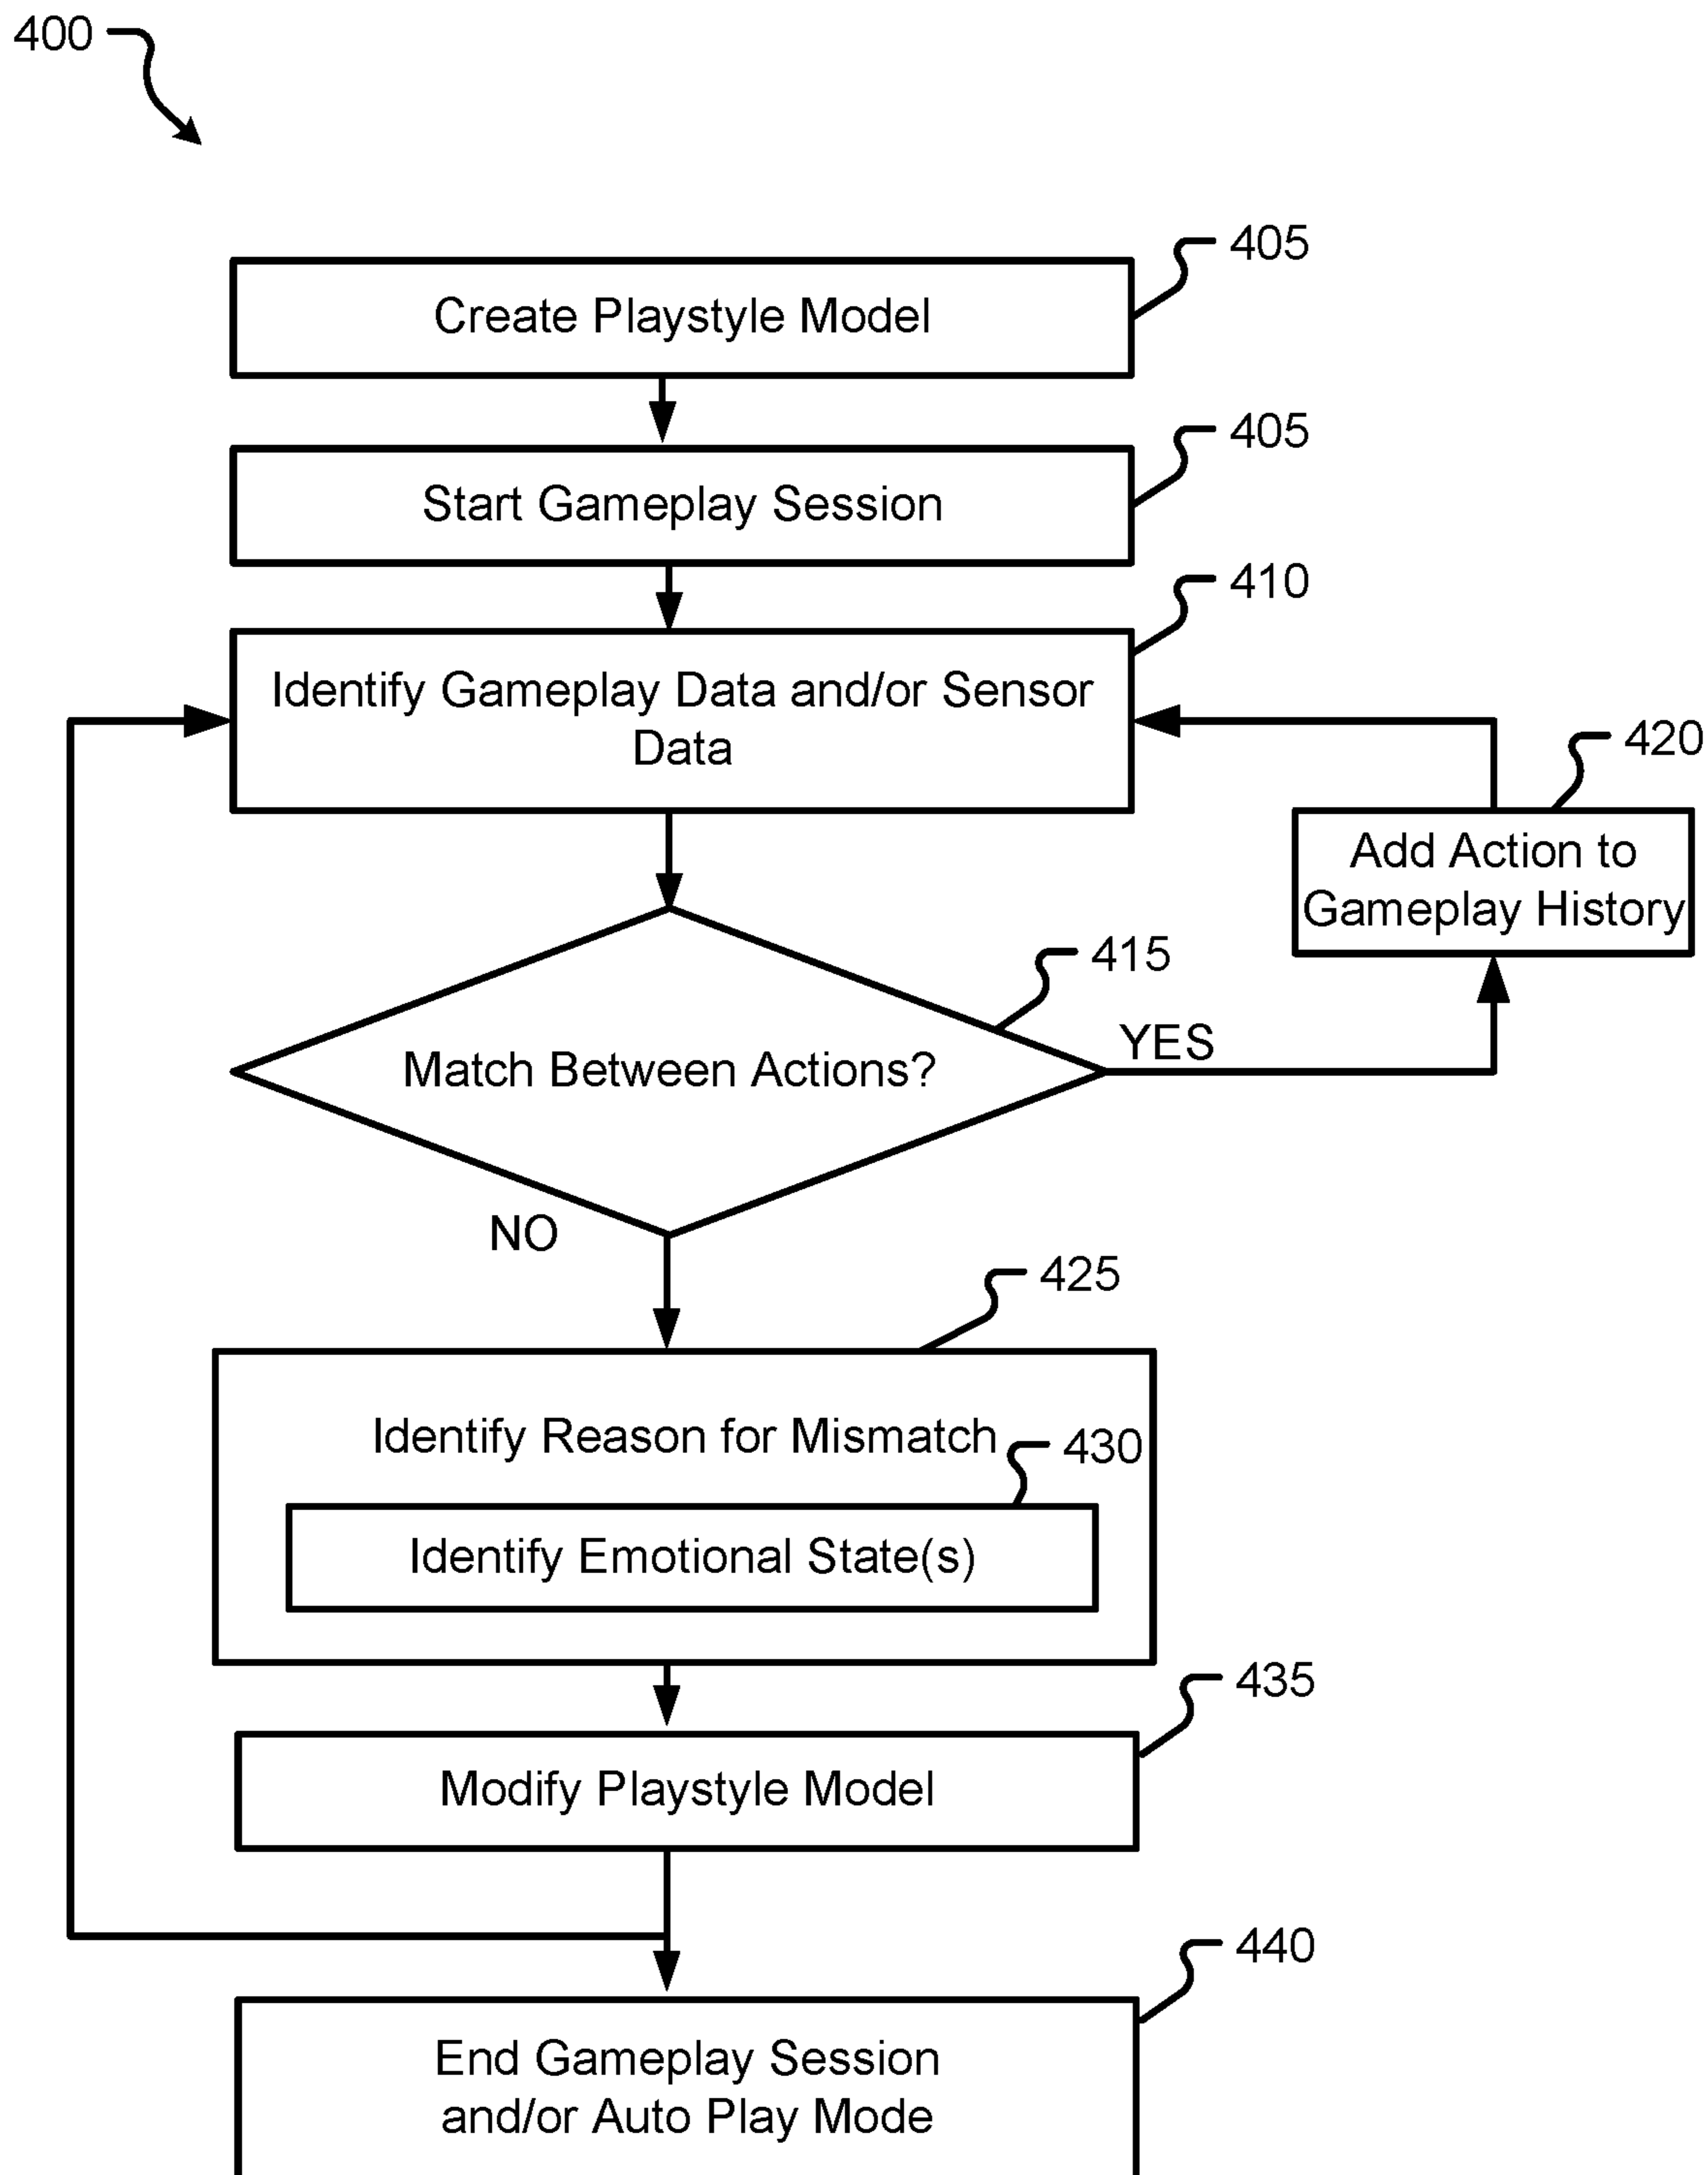 400
405
Create Playstyle Model
405
Start Gameplay Session
410
Identify Gameplay Data and/or Sensor
Data
420
Add Action to
Gameplay History
415
YES
Match Between Actions?
NO
425
Identify Reason for Mismatch
430
Identify Emotional State(s)
435
Modify Playstyle Model
440
End Gameplay Session
and/or Auto Play Mode